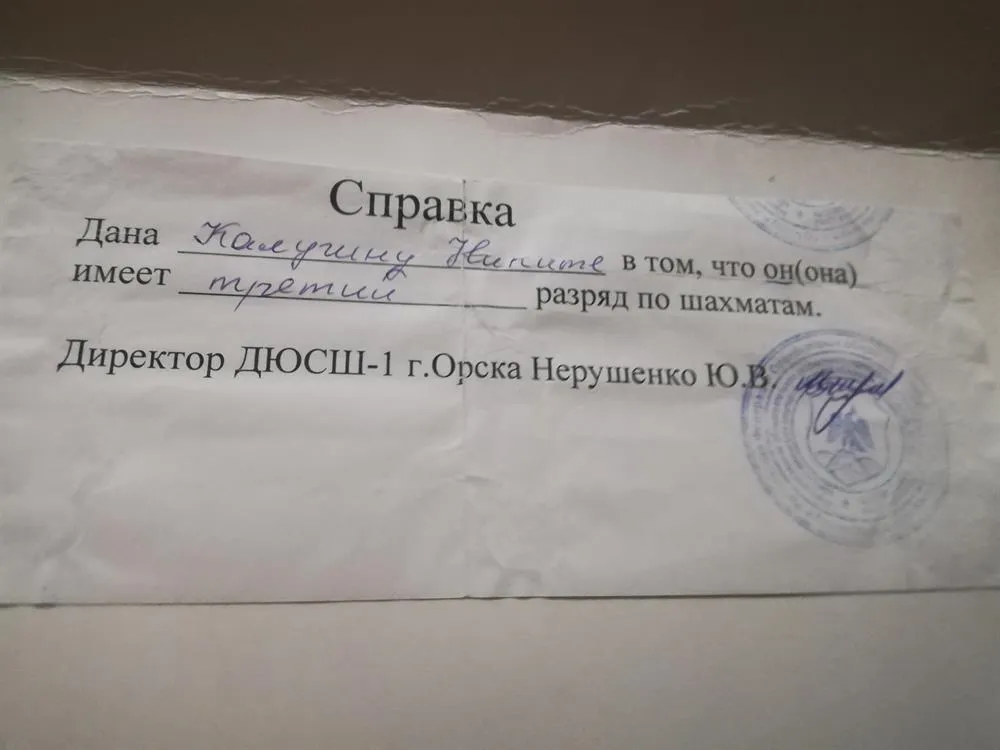 Справка
Дана Калугину Никите в том, что он(она)
имеет третий разряд по шахматам.
Директор ДЮСШ-1 г.Орска Нерушенко Ю.В.